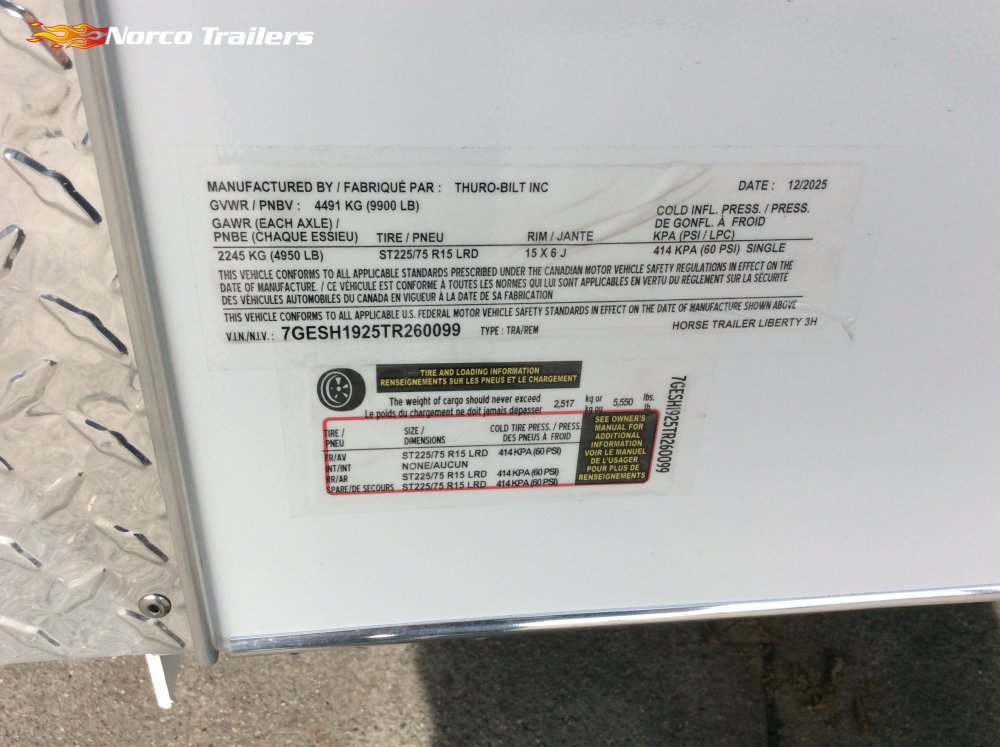 Norco Trailers
MANUFACTURED BY / FABRIQUÉ PAR : THURO-BILT INC DATE : 12/2025
GVWR / PNBV : 4491 KG (9900 LB)
GAWR (EACH AXLE) / COLD INFL. PRESS. / PRESS. DE GONFL. À FROID
PNBE (CHAQUE ESSIEU) TIRE / PNEU RIM / JANTE KPA (PSI / LPC)
2245 KG (4950 LB) ST225/75 R15 LRD 15 X 6 J 414 KPA (60 PSI) SINGLE
THIS VEHICLE CONFORMS TO ALL APPLICABLE STANDARDS PRESCRIBED UNDER THE CANADIAN MOTOR VEHICLE SAFETY REGULATIONS IN EFFECT ON THE
DATE OF MANUFACTURE. / CE VÉHICULE EST CONFORME À TOUTES LES NORMES QUI LUI SONT APPLICABLES EN VERTU DU RÉGLEMENT SUR LA SÉCURITÉ
DES VÉHICULES AUTOMOBILES DU CANADA EN VIGUEUR À LA DATE DE SA FABRICATION
THIS VEHICLE CONFORMS TO ALL APPLICABLE U.S. FEDERAL MOTOR VEHICLE SAFETY STANDARDS IN EFFECT ON DATE OF MANUFACTURE SHOWN ABOVE
V.I.N./N.I.V. : 7GESH1925TR260099 TYPE : TRA/REM HORSE TRAILER LIBERTY 3H
TIRE AND LOADING INFORMATION
RENSEIGNEMENTS SUR LES PNEUS ET LE CHARGEMENT
The weight of cargo should never exceed 2,517 kg or 5,550 lbs.
Le poids du chargement ne doit jamais dépasser kg ou lb.
TIRE / SIZE / COLD TIRE PRESS. / PRESS.
PNEU DIMENSIONS DES PNEUS À FROID
FR/AV ST225/75 R15 LRD 414 KPA (60 PSI)
INT/INT NONE/AUCUN
RR/AR ST225/75 R15 LRD 414 KPA (60 PSI)
SPARE/DE SECOURS ST225/75 R15 LRD 414 KPA (60 PSI)
SEE OWNER'S
MANUAL FOR
ADDITIONAL
INFORMATION
VOIR LE MANUEL
DE L'USAGER
POUR PLUS DE
RENSEIGNEMENTS
7GESH1925TR260099